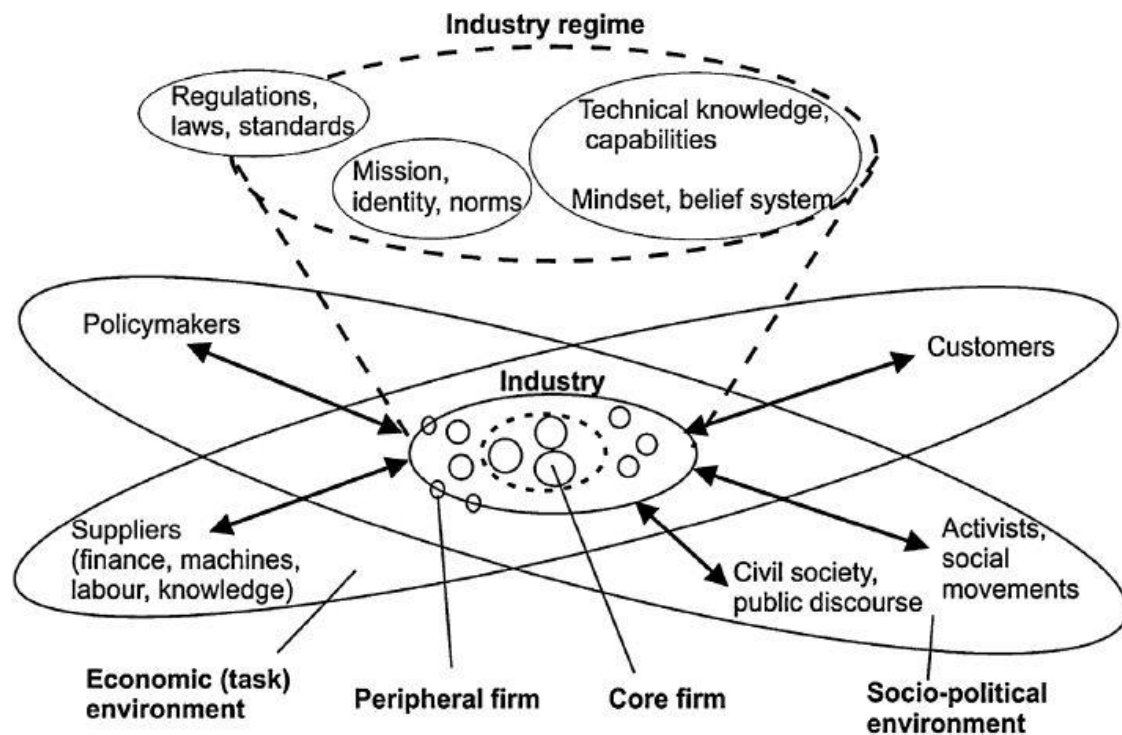 Industry regime
Regulations,
laws, standards
Technical knowledge,
capabilities
Mission,
identity, norms
Mindset, belief system
Policymakers
Customers
Industry
Suppliers
(finance, machines,
labour, knowledge)
Activists,
social
movements
Civil society,
public discourse
Economic (task)
environment
Peripheral firm
Core firm
Socio-political
environment